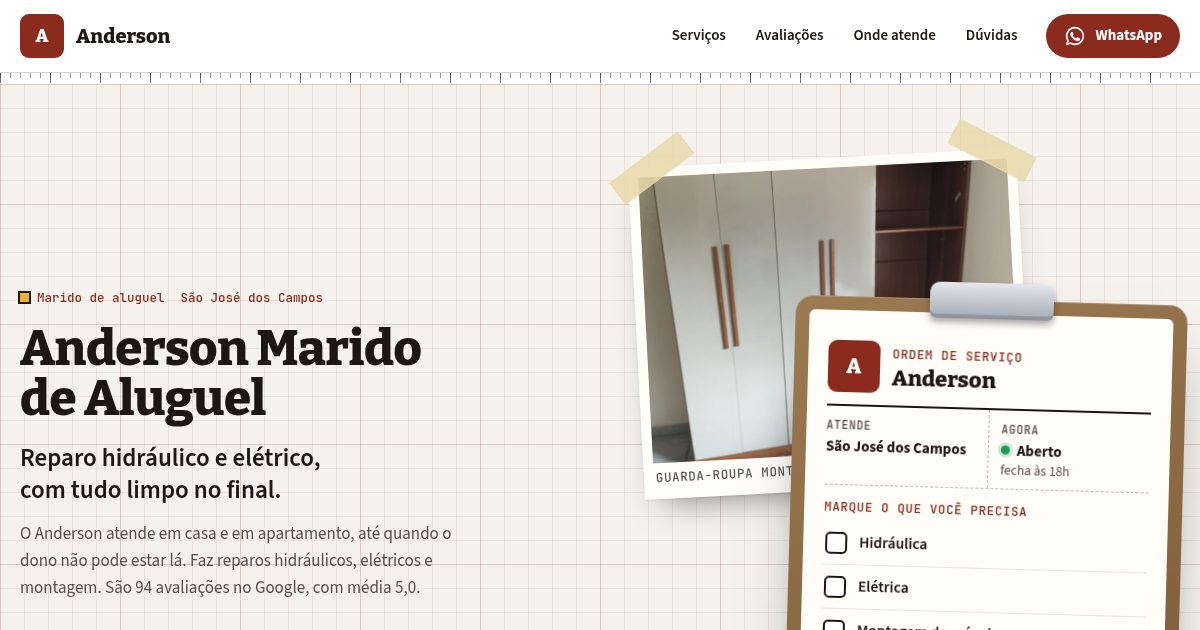 A
Anderson
Serviços
Avaliações
Onde atende
Dúvidas
WhatsApp
Marido de aluguel São José dos Campos
Anderson Marido
de Aluguel
Reparo hidráulico e elétrico,
com tudo limpo no final.
O Anderson atende em casa e em apartamento, até quando o
dono não pode estar lá. Faz reparos hidráulicos, elétricos e
montagem. São 94 avaliações no Google, com média 5,0.
GUARDA-ROUPA MONT
A
ORDEM DE SERVIÇO
Anderson
ATENDE
São José dos Campos
AGORA
Aberto
fecha às 18h
MARQUE O QUE VOCÊ PRECISA
Hidráulica
Elétrica